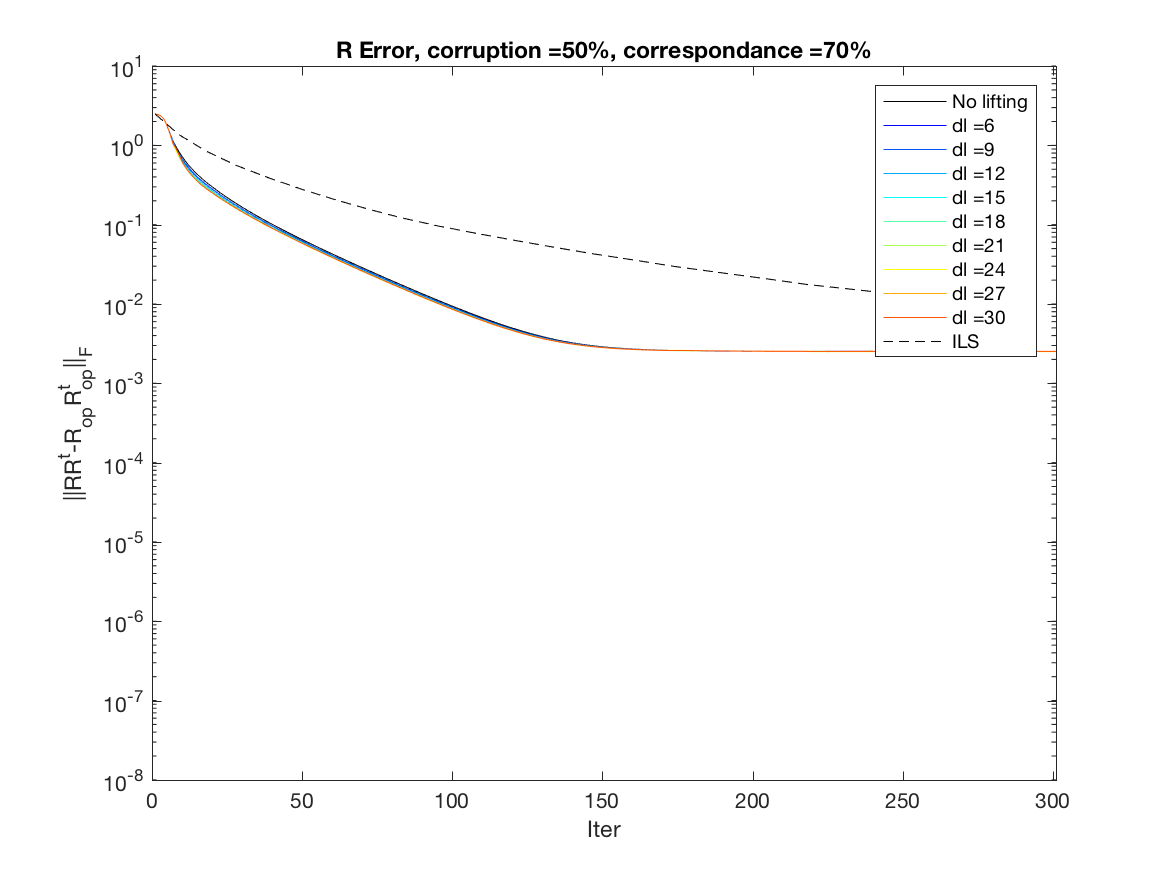 R Error, corruption =50%, correspondance =70%
10^1
10^0
10^-1
10^-2
10^-3
10^-4
10^-5
10^-6
10^-7
10^-8
||RR^t-R_op R_op^t||_F
0 50 100 150 200 250 300
Iter
No lifting
dl =6
dl =9
dl =12
dl =15
dl =18
dl =21
dl =24
dl =27
dl =30
ILS